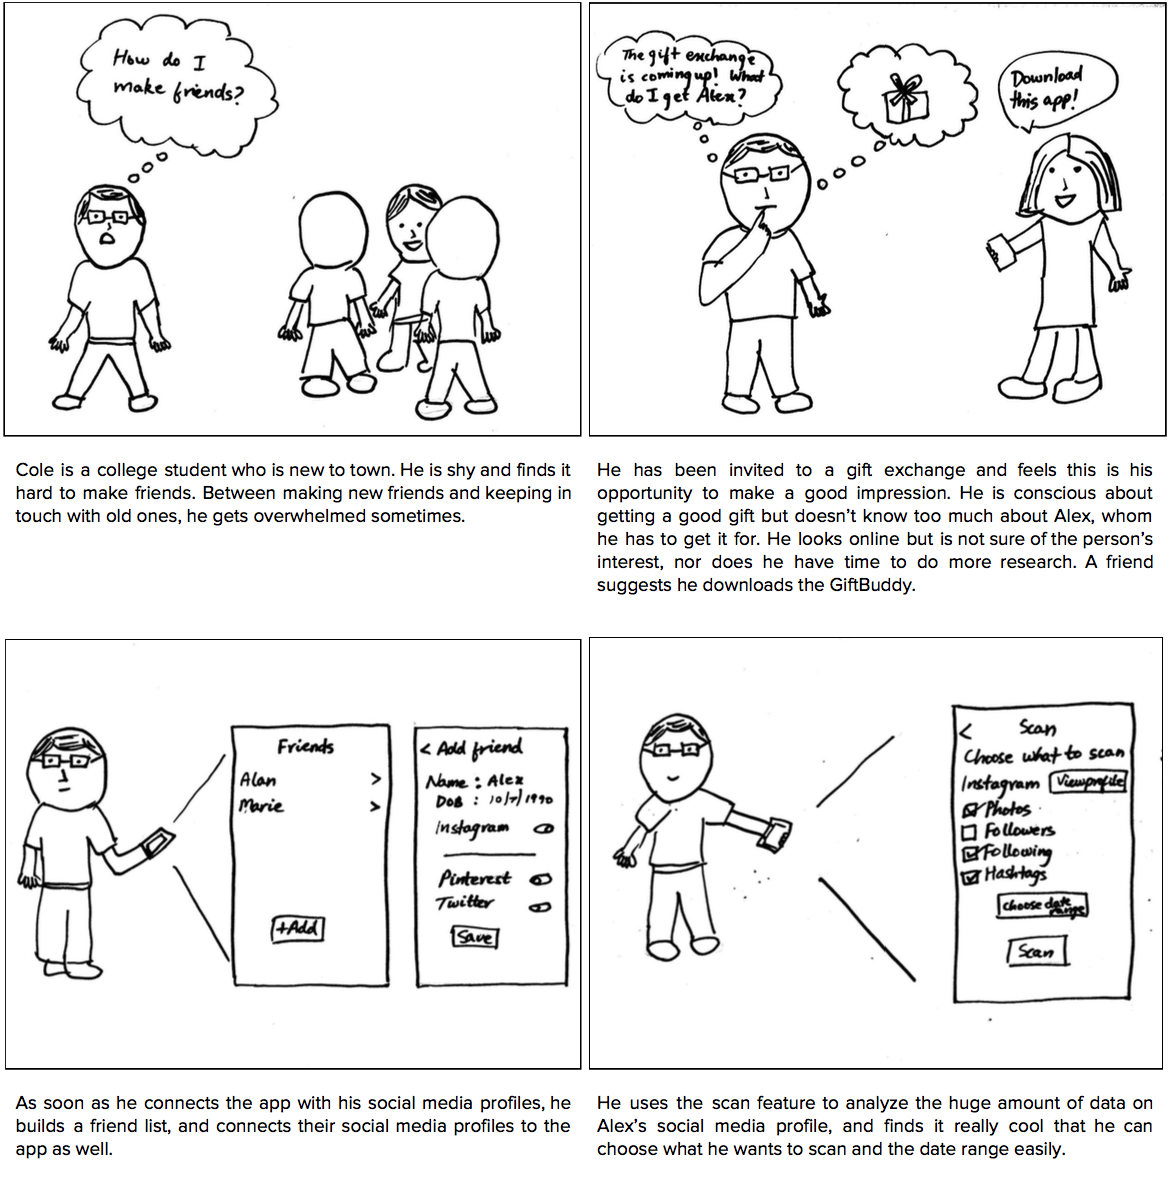 How do I
make friends?
The gift exchange
is coming up! What
do I get Alex?
Download
this app!
Cole is a college student who is new to town. He is shy and finds it
hard to make friends. Between making new friends and keeping in
touch with old ones, he gets overwhelmed sometimes.
He has been invited to a gift exchange and feels this is his
opportunity to make a good impression. He is conscious about
getting a good gift but doesn't know too much about Alex, whom
he has to get it for. He looks online but is not sure of the person's
interest, nor does he have time to do more research. A friend
suggests he downloads the GiftBuddy.
Friends
Alan >
Marie >
+Add
< Add friend
Name : Alex
DOB : 10/7/1990
Instagram
Pinterest
Twitter
Save
<
Scan
Choose what to scan
Instagram View profile
Photos
Followers
Following
Hashtags
Choose date
range
Scan
As soon as he connects the app with his social media profiles, he
builds a friend list, and connects their social media profiles to the
app as well.
He uses the scan feature to analyze the huge amount of data on
Alex's social media profile, and finds it really cool that he can
choose what he wants to scan and the date range easily.